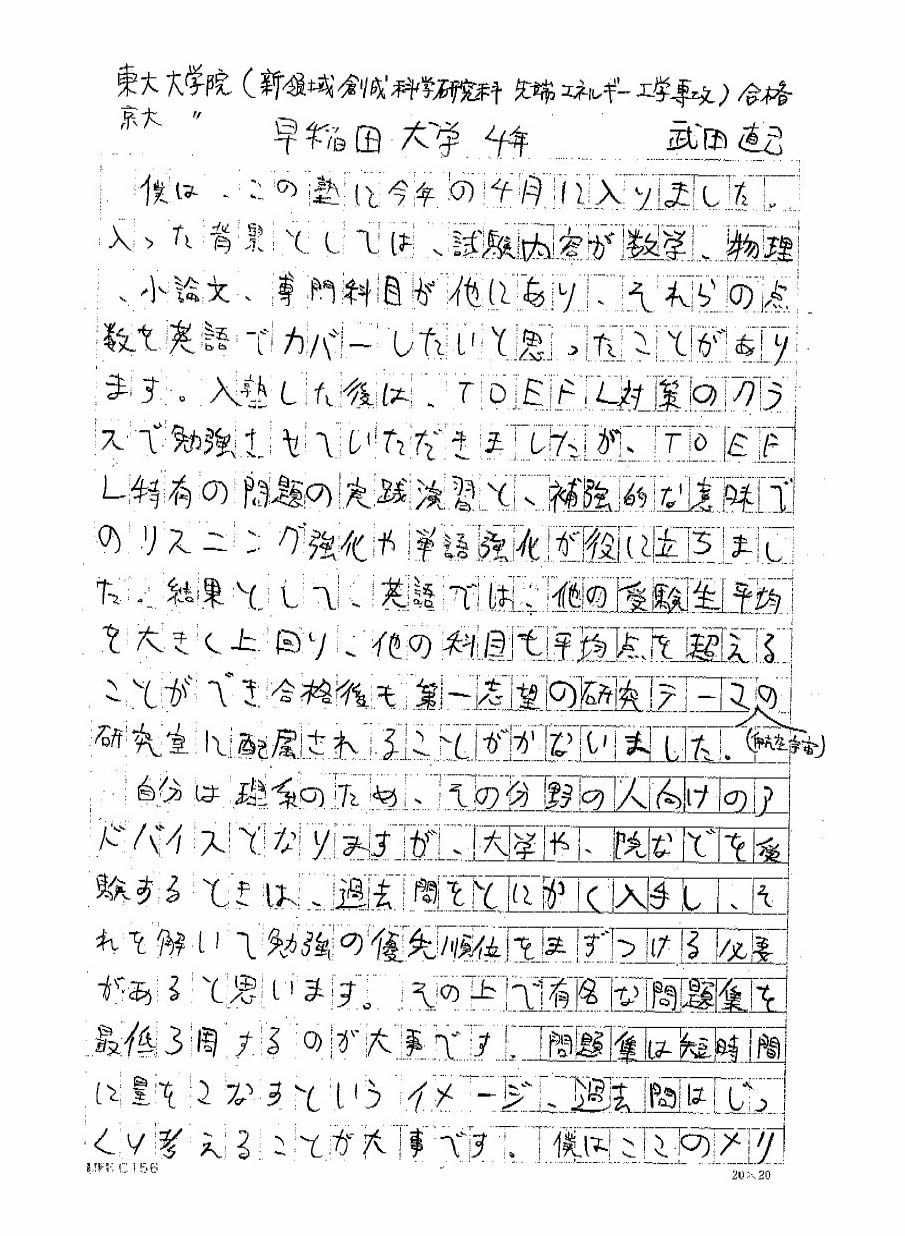 東大大学院(新領域創成科学研究科 先端エネルギー工学専攻)合格
京大 〃
早稲田大学 4年 武田直己
僕は、この塾に今年の4月に入りました。
入った背景としては、試験内容が数学、物理
、小論文、専門科目が他にあり、それらの点
数を英語でカバーしたいと思ったことがあり
ます。入塾した後は、TOEFL対策のクラ
スで勉強させていただきましたが、TOEF
L特有の問題の実践演習と、補強的な意味で
のリスニング強化や単語強化が役に立ちまし
た。結果として、英語では、他の受験生平均
を大きく上回り、他の科目も平均点を超える
ことができ合格後も第一志望の研究テーマの
(航空宇宙)
研究室に配属されることがかないました。
自分は理系のため、その分野の人向けのア
ドバイスとなりますが、大学や、院などを受
験するときは、過去問をとにかく入手し、そ
れを解いて勉強の優先順位をまずつける必要
があると思います。その上で有名な問題集を
最低3周するのが大事です。問題集は短時間
に量をこなすというイメージ、過去問はじっ
くり考えることが大事です。僕はここのメリ
C156
20×20